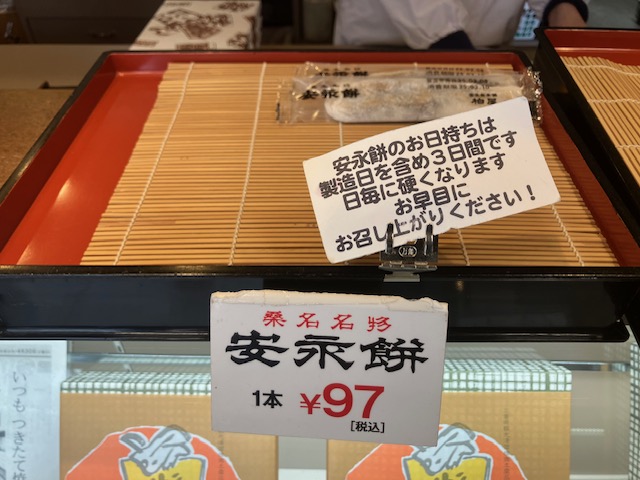 安永餅
安永餅のお日持ちは
製造日を含め3日間です
日毎に硬くなります
お早目に
お召し上がりください!
桑名名物
安永餅
1本 ¥97
[税込]
いつもつきたて